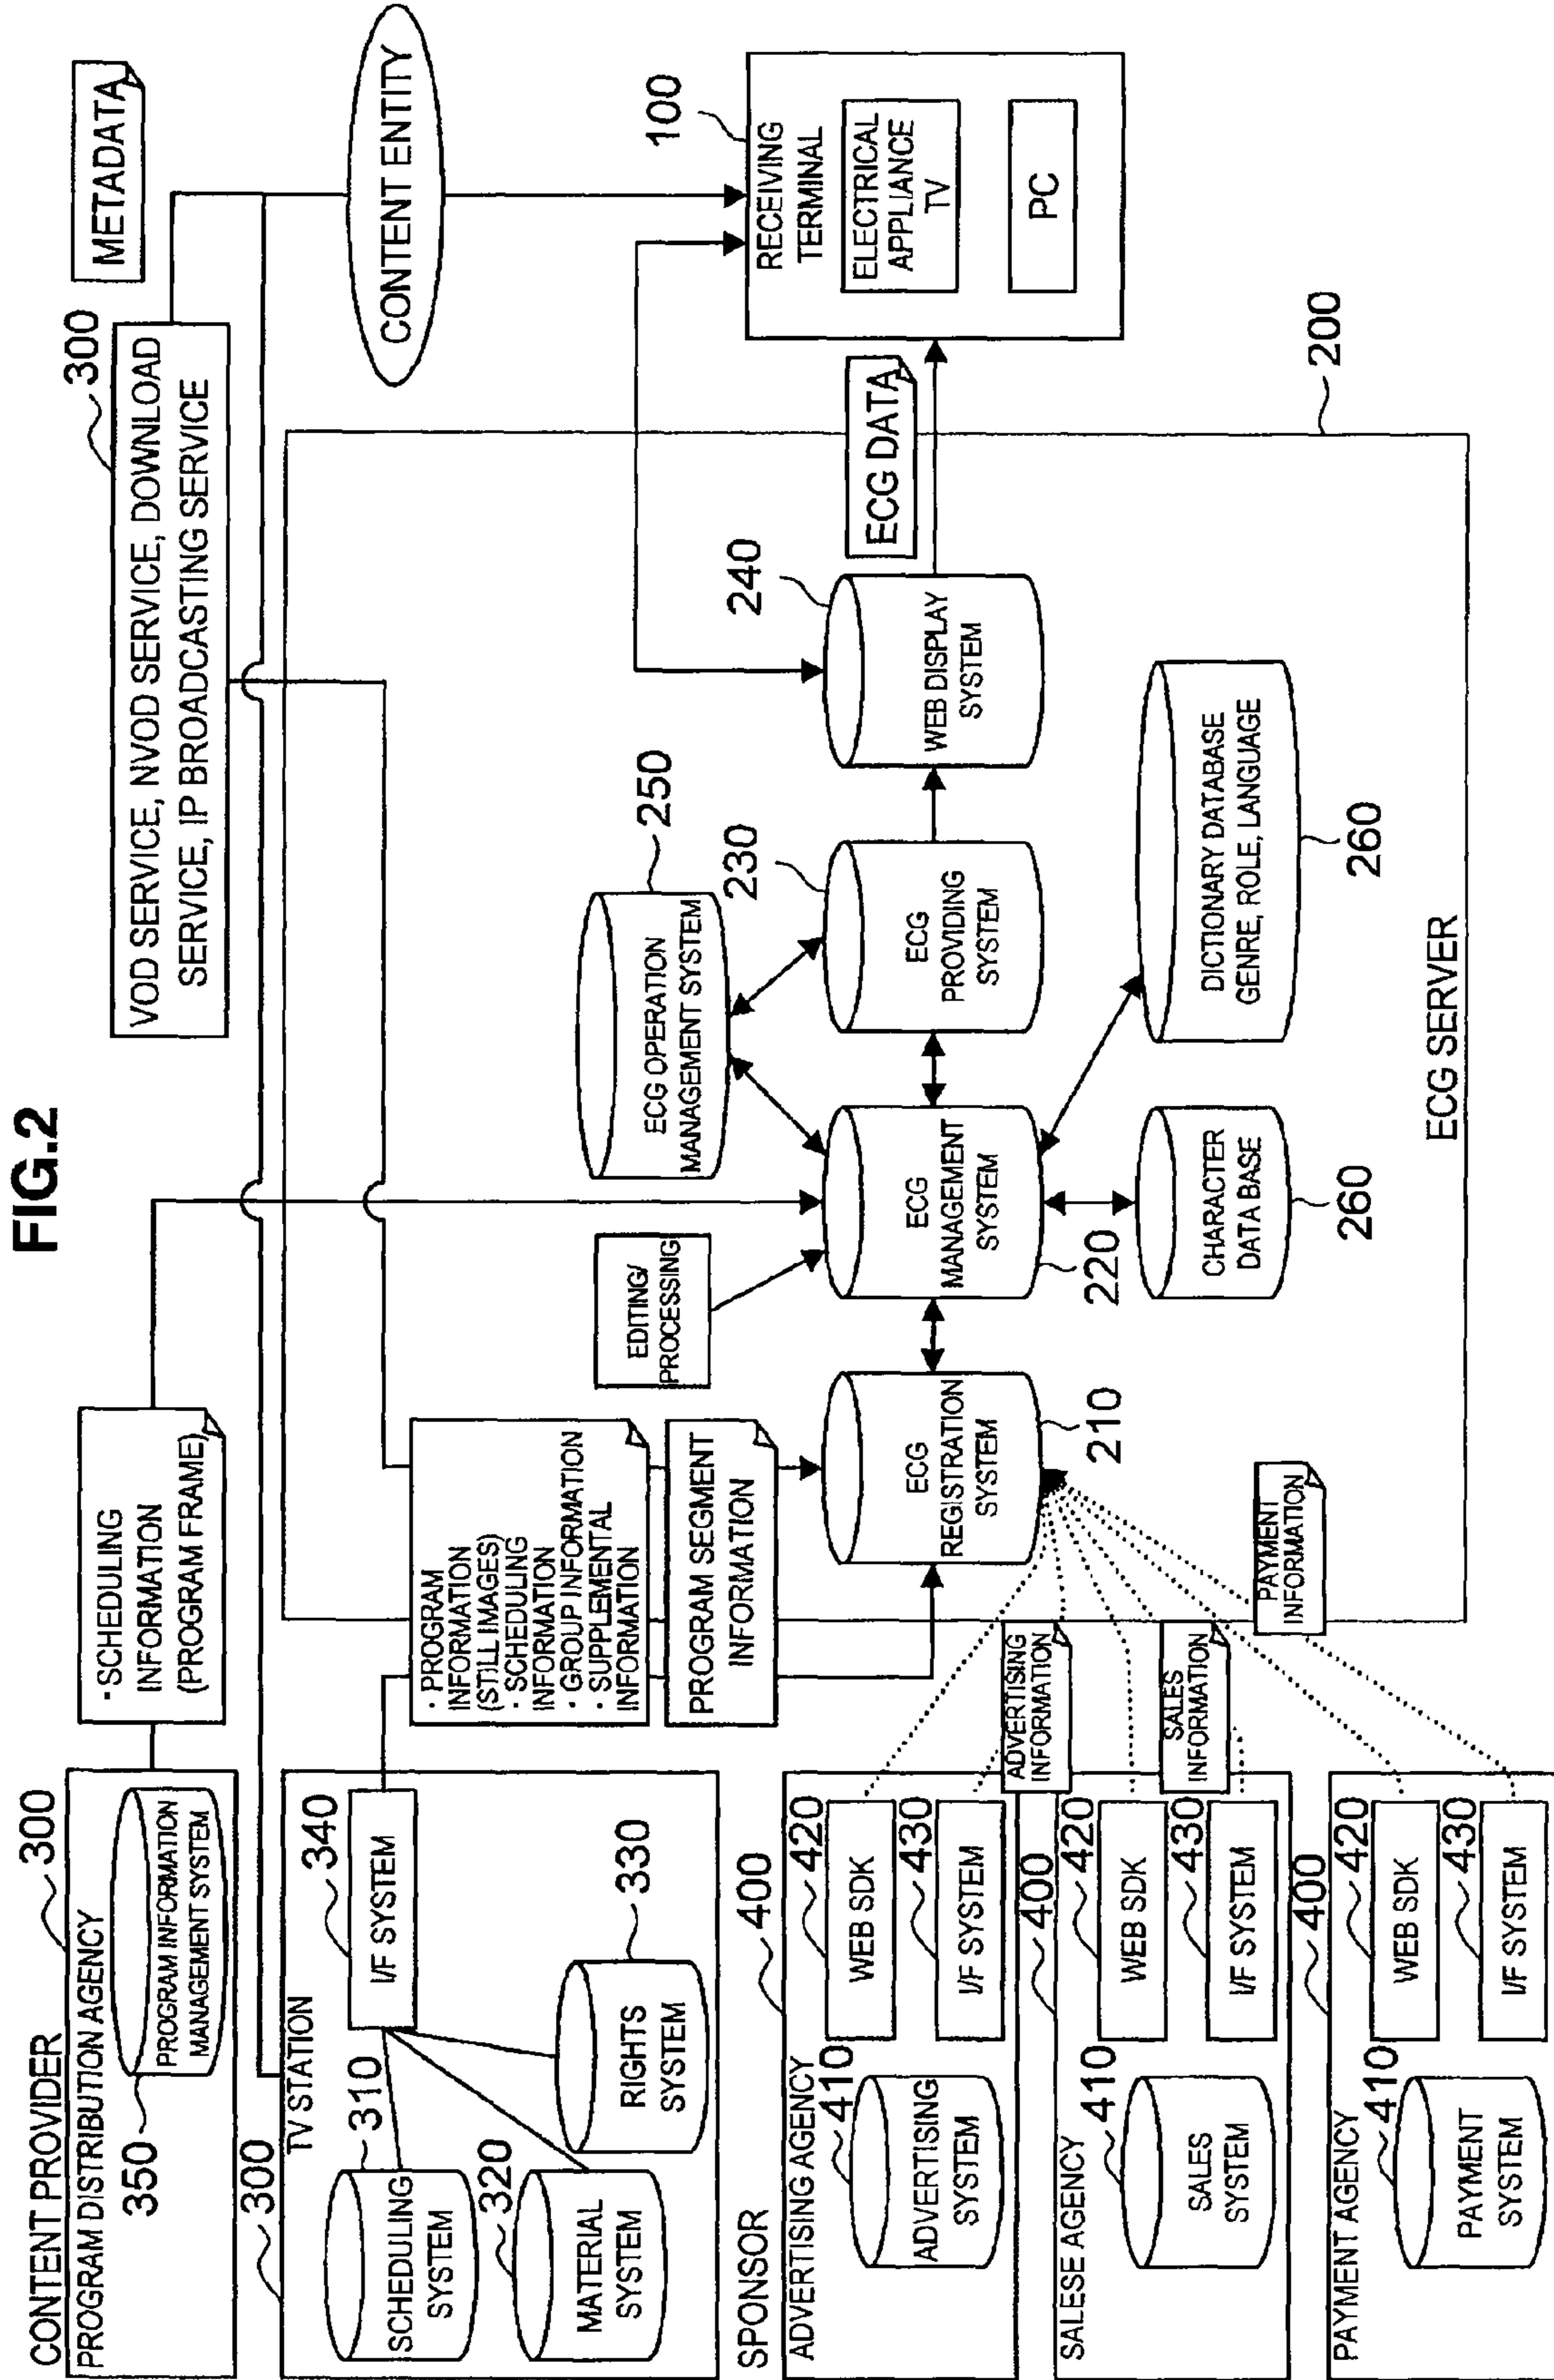 FIG.2
CONTENT PROVIDER
PROGRAM DISTRIBUTION AGENCY
300
350
PROGRAM INFORMATION
MANAGEMENT SYSTEM
· SCHEDULING
INFORMATION
(PROGRAM FRAME)
VOD SERVICE, NVOD SERVICE, DOWNLOAD
SERVICE, IP BROADCASTING SERVICE
300
METADATA
300
TV STATION
SCHEDULING
SYSTEM
310
MATERIAL
SYSTEM
320
RIGHTS
SYSTEM
330
I/F SYSTEM
340
· PROGRAM
INFORMATION
(STILL IMAGES)
· SCHEDULING
INFORMATION
· GROUP INFORMATION
· SUPPLEMENTAL
INFORMATION
PROGRAM SEGMENT
INFORMATION
CONTENT ENTITY
EDITING/
PROCESSING
ECG OPERATION
MANAGEMENT SYSTEM
250
ECG
REGISTRATION
SYSTEM
210
ECG
MANAGEMENT
SYSTEM
220
ECG
PROVIDING
SYSTEM
230
WEB DISPLAY
SYSTEM
240
ECG DATA
RECEIVING
TERMINAL
100
ELECTRICAL
APPLIANCE
TV
PC
CHARACTER
DATA BASE
260
DICTIONARY DATABASE
GENRE, ROLE, LANGUAGE
260
ECG SERVER
200
SPONSOR
ADVERTISING AGENCY
400
410
ADVERTISING
SYSTEM
420
WEB SDK
430
I/F SYSTEM
ADVERTISING
INFORMATION
SALESE AGENCY
400
410
SALES
SYSTEM
420
WEB SDK
430
I/F SYSTEM
SALES
INFORMATION
PAYMENT AGENCY
400
410
PAYMENT
SYSTEM
420
WEB SDK
430
I/F SYSTEM
PAYMENT
INFORMATION